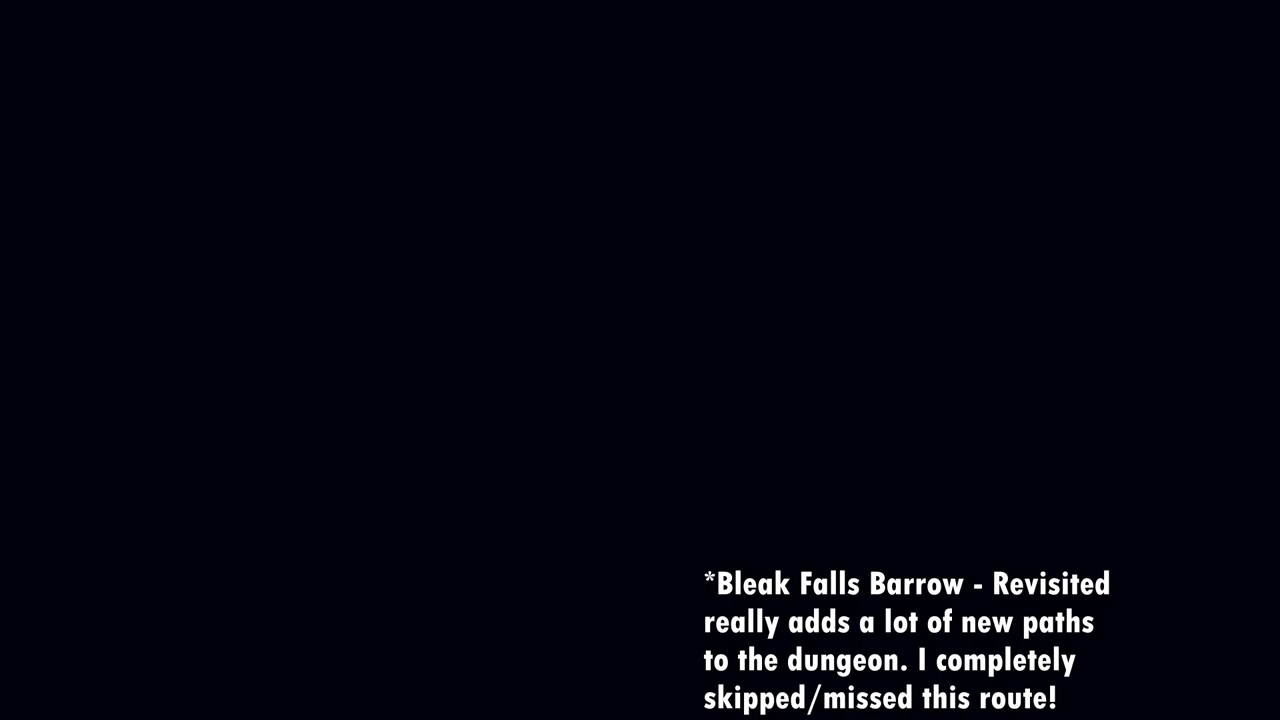 *Bleak Falls Barrow - Revisited
really adds a lot of new paths
to the dungeon. I completely
skipped/missed this route!